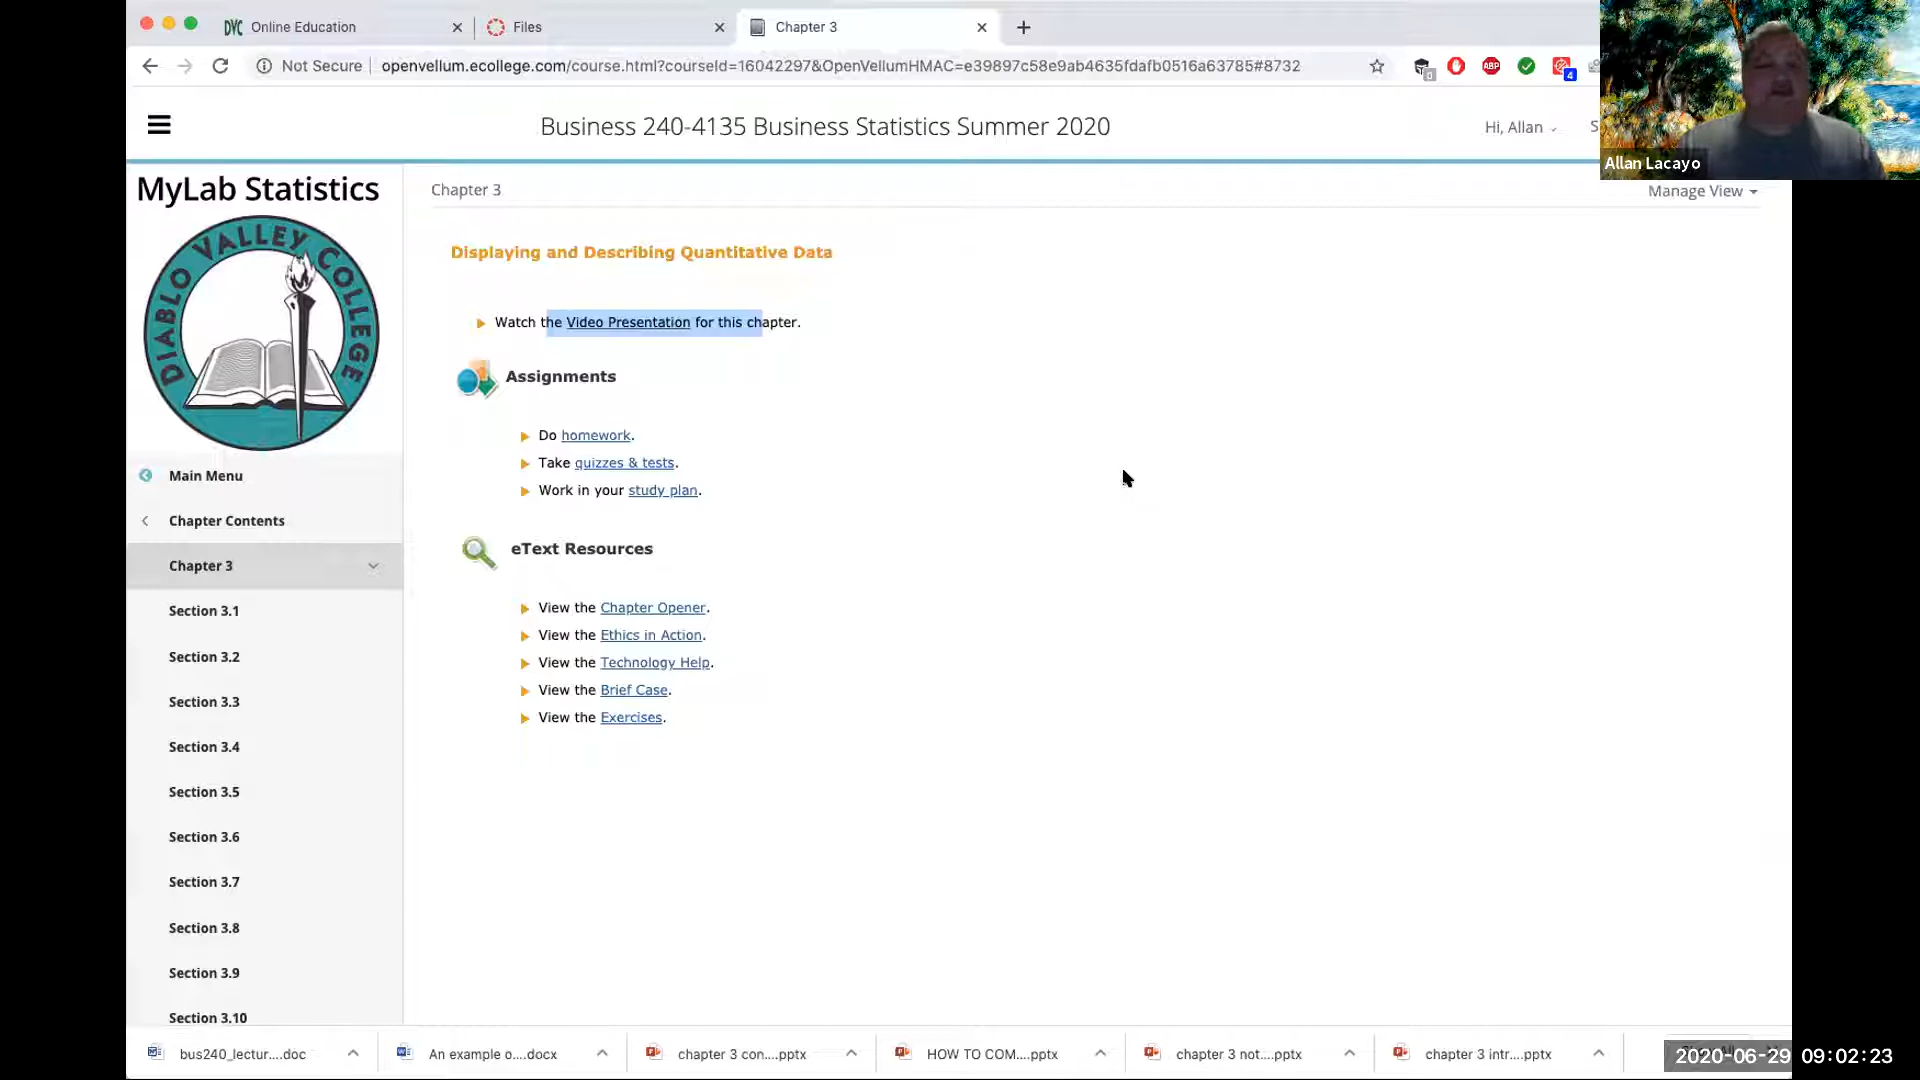 DVC Online Education
Files
Chapter 3
Not Secure openvellum.ecollege.com/course.html?courseId=16042297&OpenVellumHMAC=e39897c58e9ab4635fdafb0516a63785#8732
ABP
4
Business 240-4135 Business Statistics Summer 2020
Hi, Allan
S
Allan Lacayo
MyLab Statistics
DIABLO VALLEY COLLEGE
Chapter 3
Manage View
Displaying and Describing Quantitative Data
Watch the Video Presentation for this chapter.
Assignments
Do homework.
Take quizzes & tests.
Work in your study plan.
eText Resources
View the Chapter Opener.
View the Ethics in Action.
View the Technology Help.
View the Brief Case.
View the Exercises.
Main Menu
Chapter Contents
Chapter 3
Section 3.1
Section 3.2
Section 3.3
Section 3.4
Section 3.5
Section 3.6
Section 3.7
Section 3.8
Section 3.9
Section 3.10
bus240_lectur....doc
An example o....docx
chapter 3 con....pptx
HOW TO COM....pptx
chapter 3 not....pptx
chapter 3 intr....pptx
2020-06-29 09:02:23